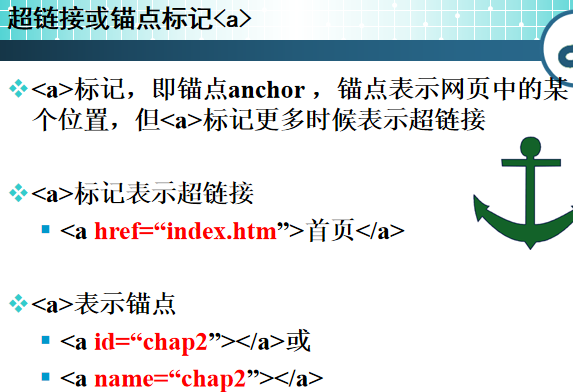 超链接或锚点标记<a>
<a>标记，即锚点anchor ，锚点表示网页中的某
个位置，但<a>标记更多时候表示超链接
<a>标记表示超链接
<a href=“index.htm”>首页</a>
<a>表示锚点
<a id=“chap2”></a>或
<a name=“chap2”></a>